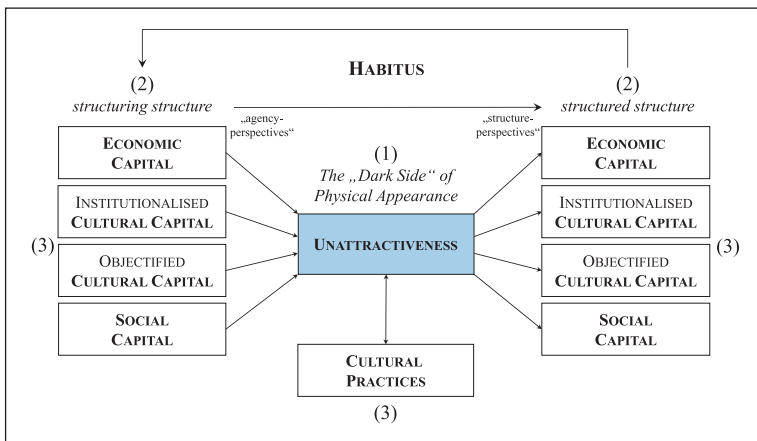 HABITUS
(2)
structuring structure
(2)
structured structure
„agency-
perspectives“
„structure-
perspectives“
(1)
The „Dark Side“ of
Physical Appearance
UNATTRACTIVENESS
ECONOMIC
CAPITAL
INSTITUTIONALISED
CULTURAL CAPITAL
(3)
OBJECTIFIED
CULTURAL CAPITAL
SOCIAL
CAPITAL
ECONOMIC
CAPITAL
INSTITUTIONALISED
CULTURAL CAPITAL
(3)
OBJECTIFIED
CULTURAL CAPITAL
SOCIAL
CAPITAL
CULTURAL
PRACTICES
(3)